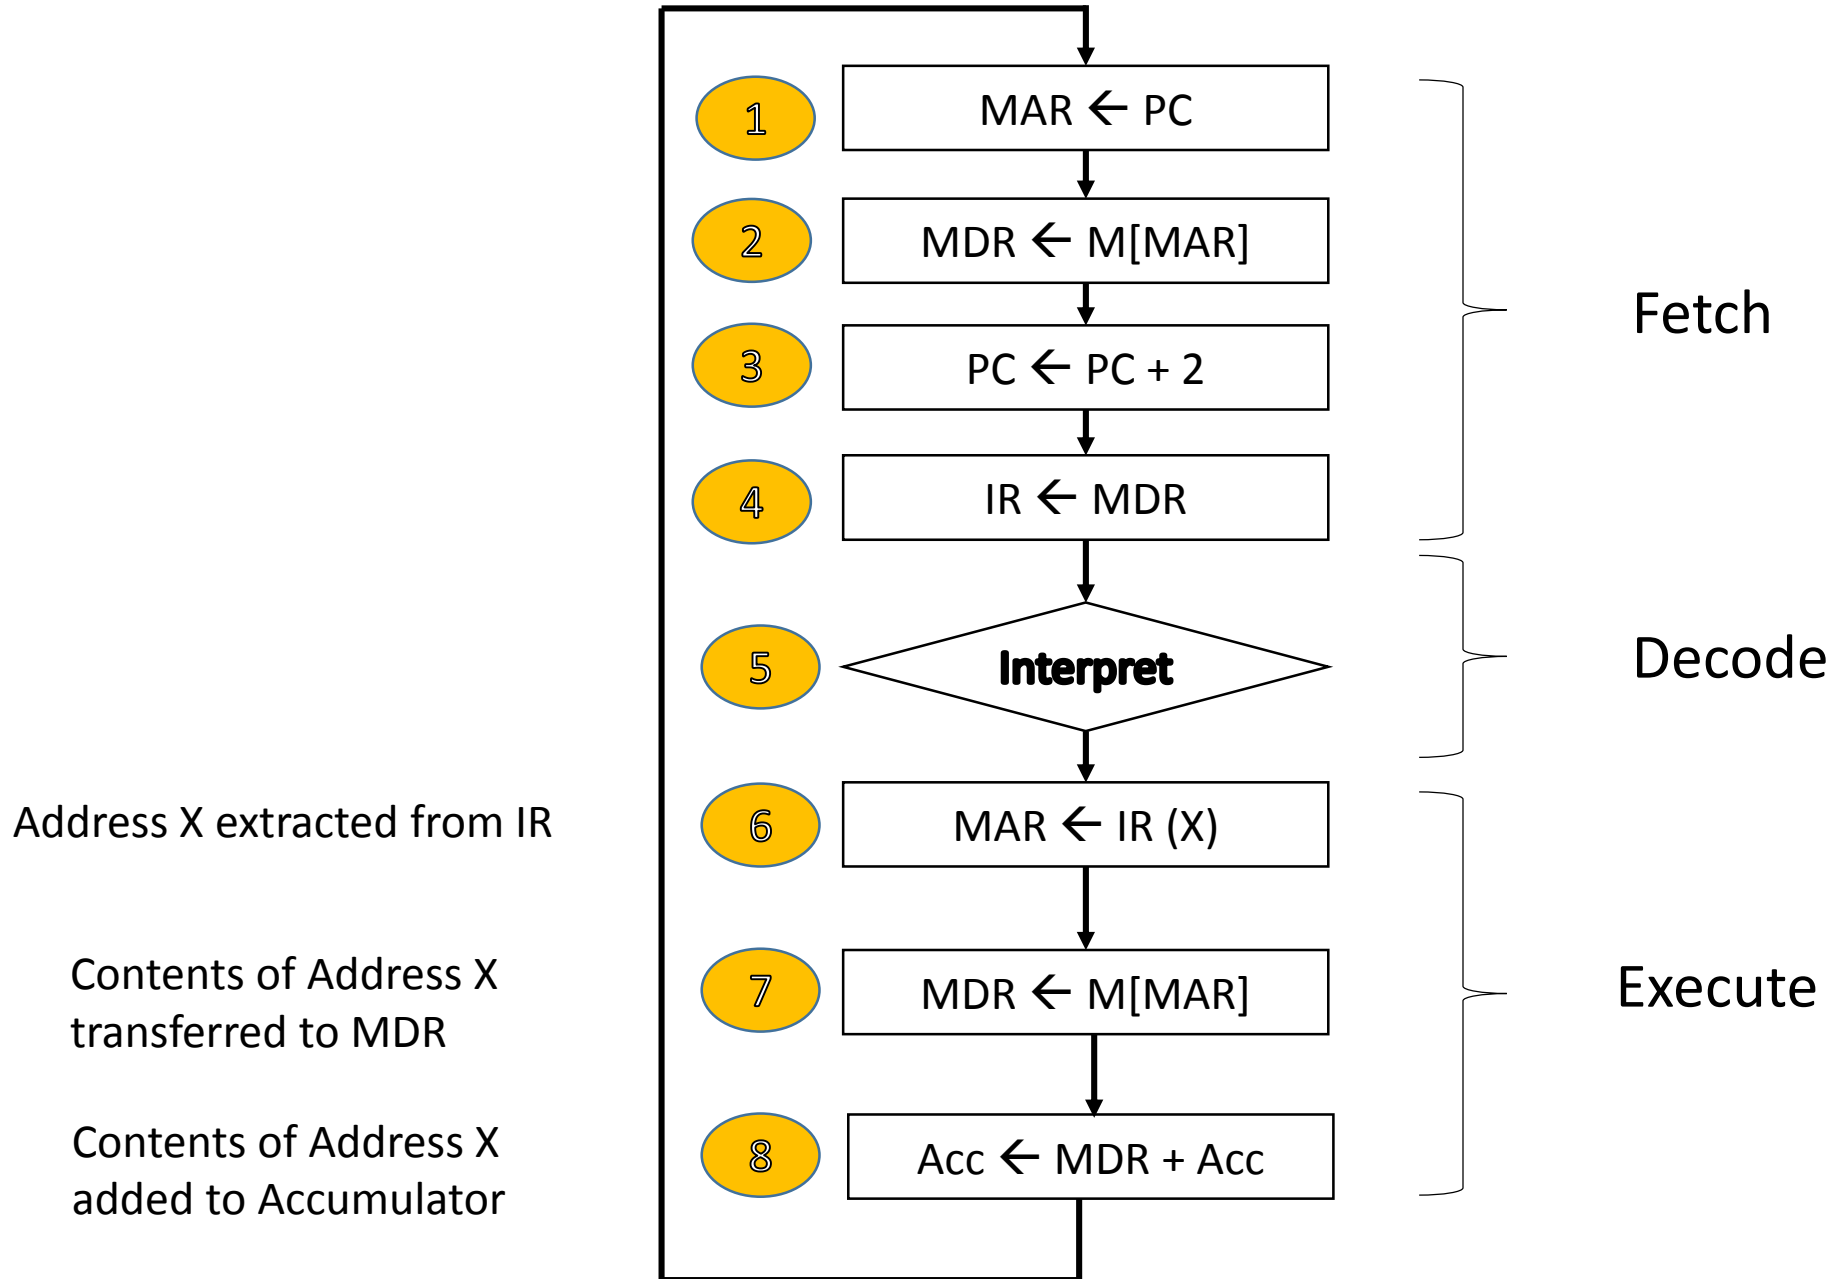 1
MAR ← PC
2
MDR ← M[MAR]
3
PC ← PC + 2
4
IR ← MDR
Fetch
5
Interpret
Decode
Address X extracted from IR
6
MAR ← IR (X)
Contents of Address X
transferred to MDR
7
MDR ← M[MAR]
Contents of Address X
added to Accumulator
8
Acc ← MDR + Acc
Execute